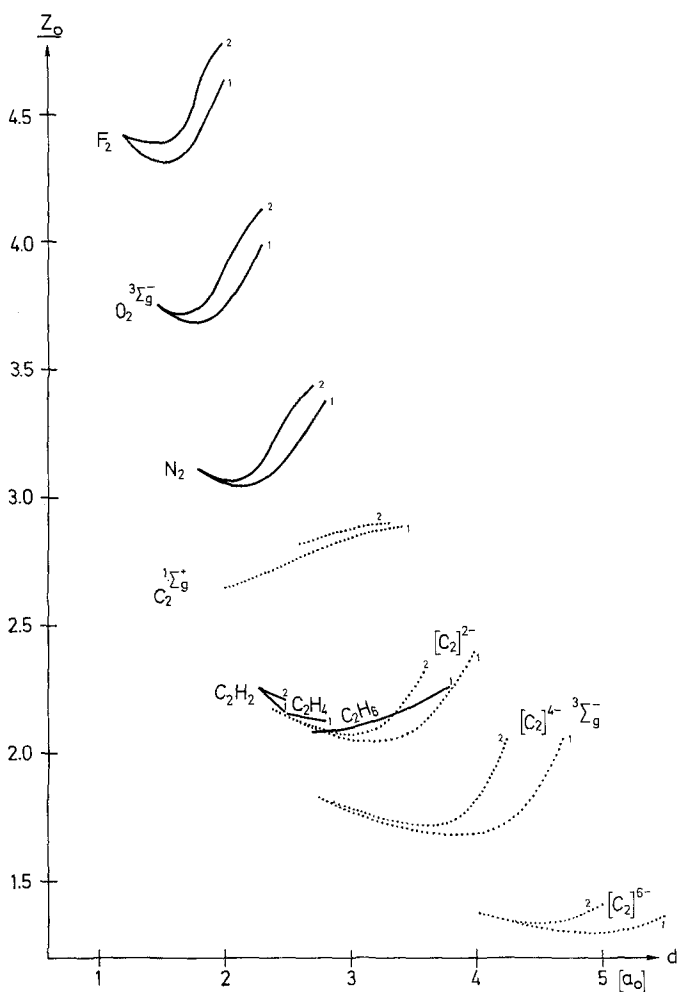 Z₀
2
1
4.5
F₂
2
4.0
1
³Σg⁻
O₂
3.5
2
1
N₂
3.0
2
1
¹Σg⁺
C₂
2.5
[C₂]²⁻
2
1
C₂H₂
2
1
C₂H₄
1
C₂H₆
1
[C₂]⁴⁻ ³Σg⁻
2
1
2.0
1.5
2
[C₂]⁶⁻
1
1
2
3
4
5
[a₀]
d